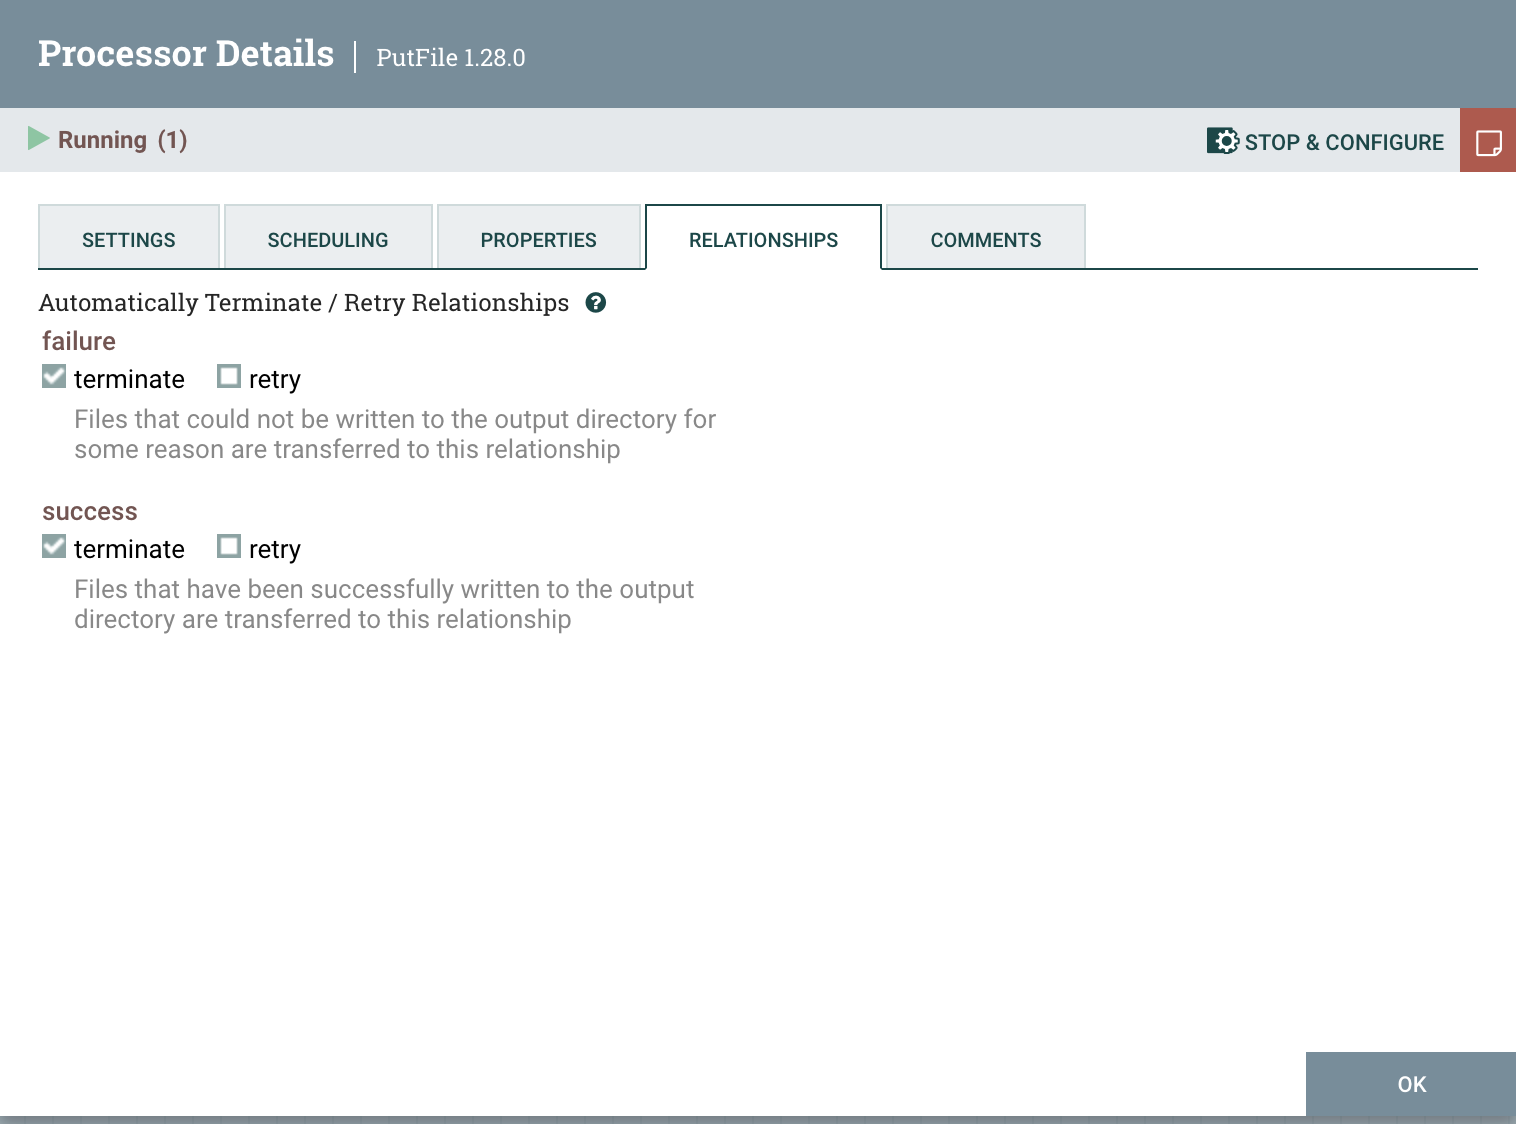 Processor Details | PutFile 1.28.0
Running (1)
STOP & CONFIGURE
SETTINGS
SCHEDULING
PROPERTIES
RELATIONSHIPS
COMMENTS
Automatically Terminate / Retry Relationships ?
failure
terminate retry
Files that could not be written to the output directory for
some reason are transferred to this relationship
success
terminate retry
Files that have been successfully written to the output
directory are transferred to this relationship
OK